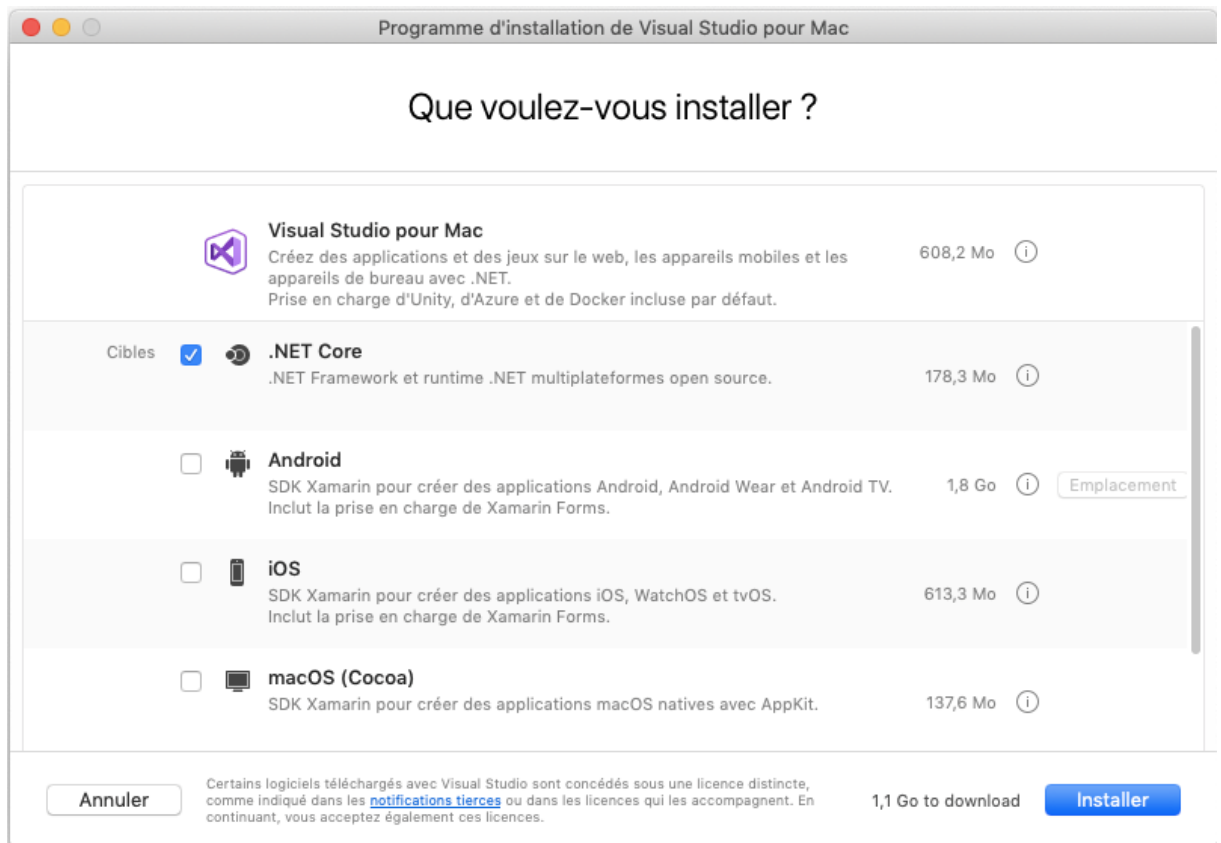 Programme d'installation de Visual Studio pour Mac
Que voulez-vous installer ?
Visual Studio pour Mac
Créez des applications et des jeux sur le web, les appareils mobiles et les
appareils de bureau avec .NET.
Prise en charge d'Unity, d'Azure et de Docker incluse par défaut.
608,2 Mo
Cibles
.NET Core
.NET Framework et runtime .NET multiplateformes open source.
178,3 Mo
Android
SDK Xamarin pour créer des applications Android, Android Wear et Android TV.
Inclut la prise en charge de Xamarin Forms.
1,8 Go
Emplacement
iOS
SDK Xamarin pour créer des applications iOS, WatchOS et tvOS.
Inclut la prise en charge de Xamarin Forms.
613,3 Mo
macOS (Cocoa)
SDK Xamarin pour créer des applications macOS natives avec AppKit.
137,6 Mo
Annuler
Certains logiciels téléchargés avec Visual Studio sont concédés sous une licence distincte,
comme indiqué dans les notifications tierces ou dans les licences qui les accompagnent. En
continuant, vous acceptez également ces licences.
1,1 Go to download
Installer